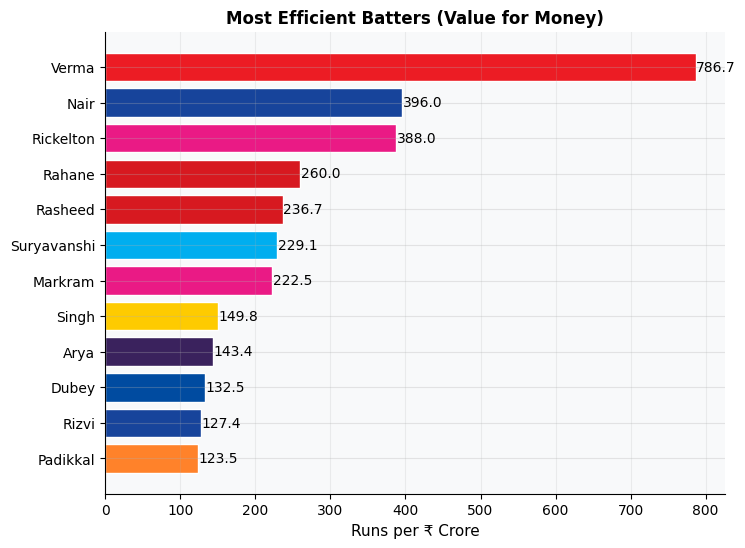 Most Efficient Batters (Value for Money)
Verma 786.7
Nair 396.0
Rickelton 388.0
Rahane 260.0
Rasheed 236.7
Suryavanshi 229.1
Markram 222.5
Singh 149.8
Arya 143.4
Dubey 132.5
Rizvi 127.4
Padikkal 123.5
0 100 200 300 400 500 600 700 800
Runs per ₹ Crore